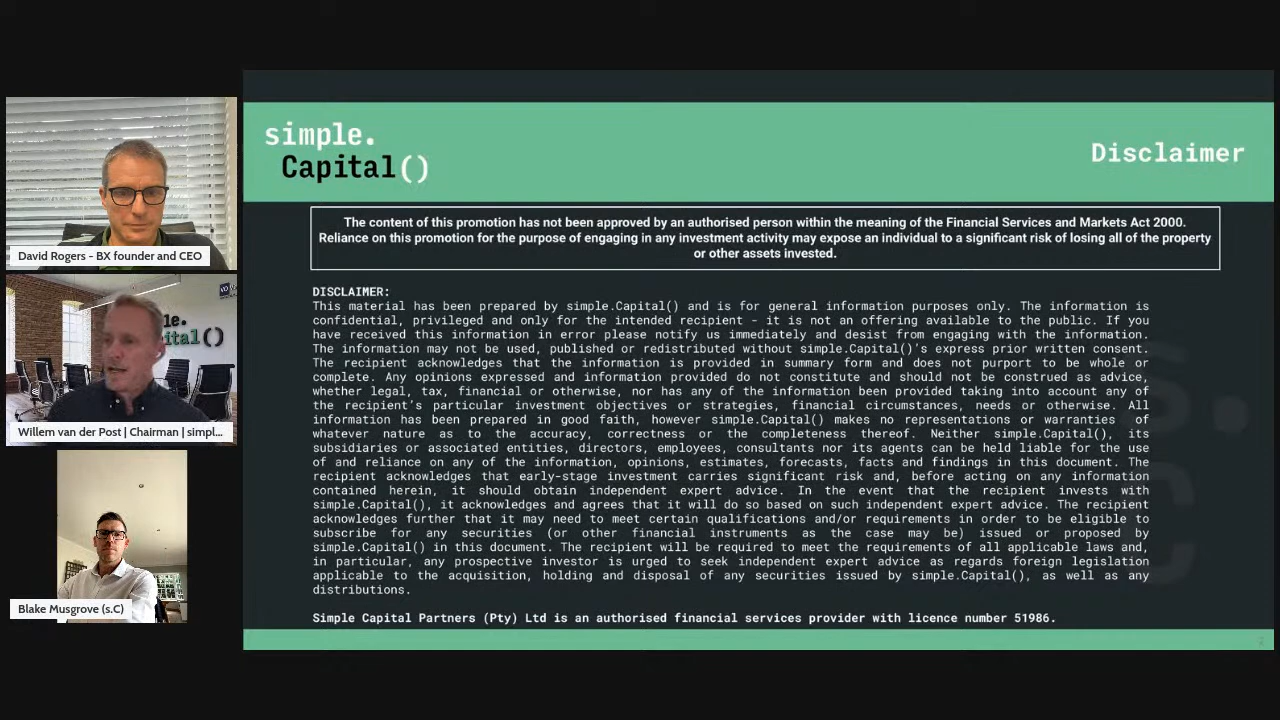 simple.
Capital()
Disclaimer
The content of this promotion has not been approved by an authorised person within the meaning of the Financial Services and Markets Act 2000.
Reliance on this promotion for the purpose of engaging in any investment activity may expose an individual to a significant risk of losing all of the property
or other assets invested.
DISCLAIMER:
This material has been prepared by simple.Capital() and is for general information purposes only. The information is
confidential, privileged and only for the intended recipient - it is not an offering available to the public. If you
have received this information in error please notify us immediately and desist from engaging with the information.
The information may not be used, published or redistributed without simple.Capital()'s express prior written consent.
The recipient acknowledges that the information is provided in summary form and does not purport to be whole or
complete. Any opinions expressed and information provided do not constitute and should not be construed as advice,
whether legal, tax, financial or otherwise, nor has any of the information been provided taking into account any of
the recipient's particular investment objectives or strategies, financial circumstances, needs or otherwise. All
information has been prepared in good faith, however simple.Capital() makes no representations or warranties of
whatever nature as to the accuracy, correctness or the completeness thereof. Neither simple.Capital(), its
subsidiaries or associated entities, directors, employees, consultants nor its agents can be held liable for the use
of and reliance on any of the information, opinions, estimates, forecasts, facts and findings in this document. The
recipient acknowledges that early-stage investment carries significant risk and, before acting on any information
contained herein, it should obtain independent expert advice. In the event that the recipient invests with
simple.Capital(), it acknowledges and agrees that it will do so based on such independent expert advice. The recipient
acknowledges further that it may need to meet certain qualifications and/or requirements in order to be eligible to
subscribe for any securities (or other financial instruments as the case may be) issued or proposed by
simple.Capital() in this document. The recipient will be required to meet the requirements of all applicable laws and,
in particular, any prospective investor is urged to seek independent expert advice as regards foreign legislation
applicable to the acquisition, holding and disposal of any securities issued by simple.Capital(), as well as any
distributions.
Simple Capital Partners (Pty) Ltd is an authorised financial services provider with licence number 51986.
David Rogers - BX founder and CEO
Willem van der Post | Chairman | simpl...
Blake Musgrove (s.C)